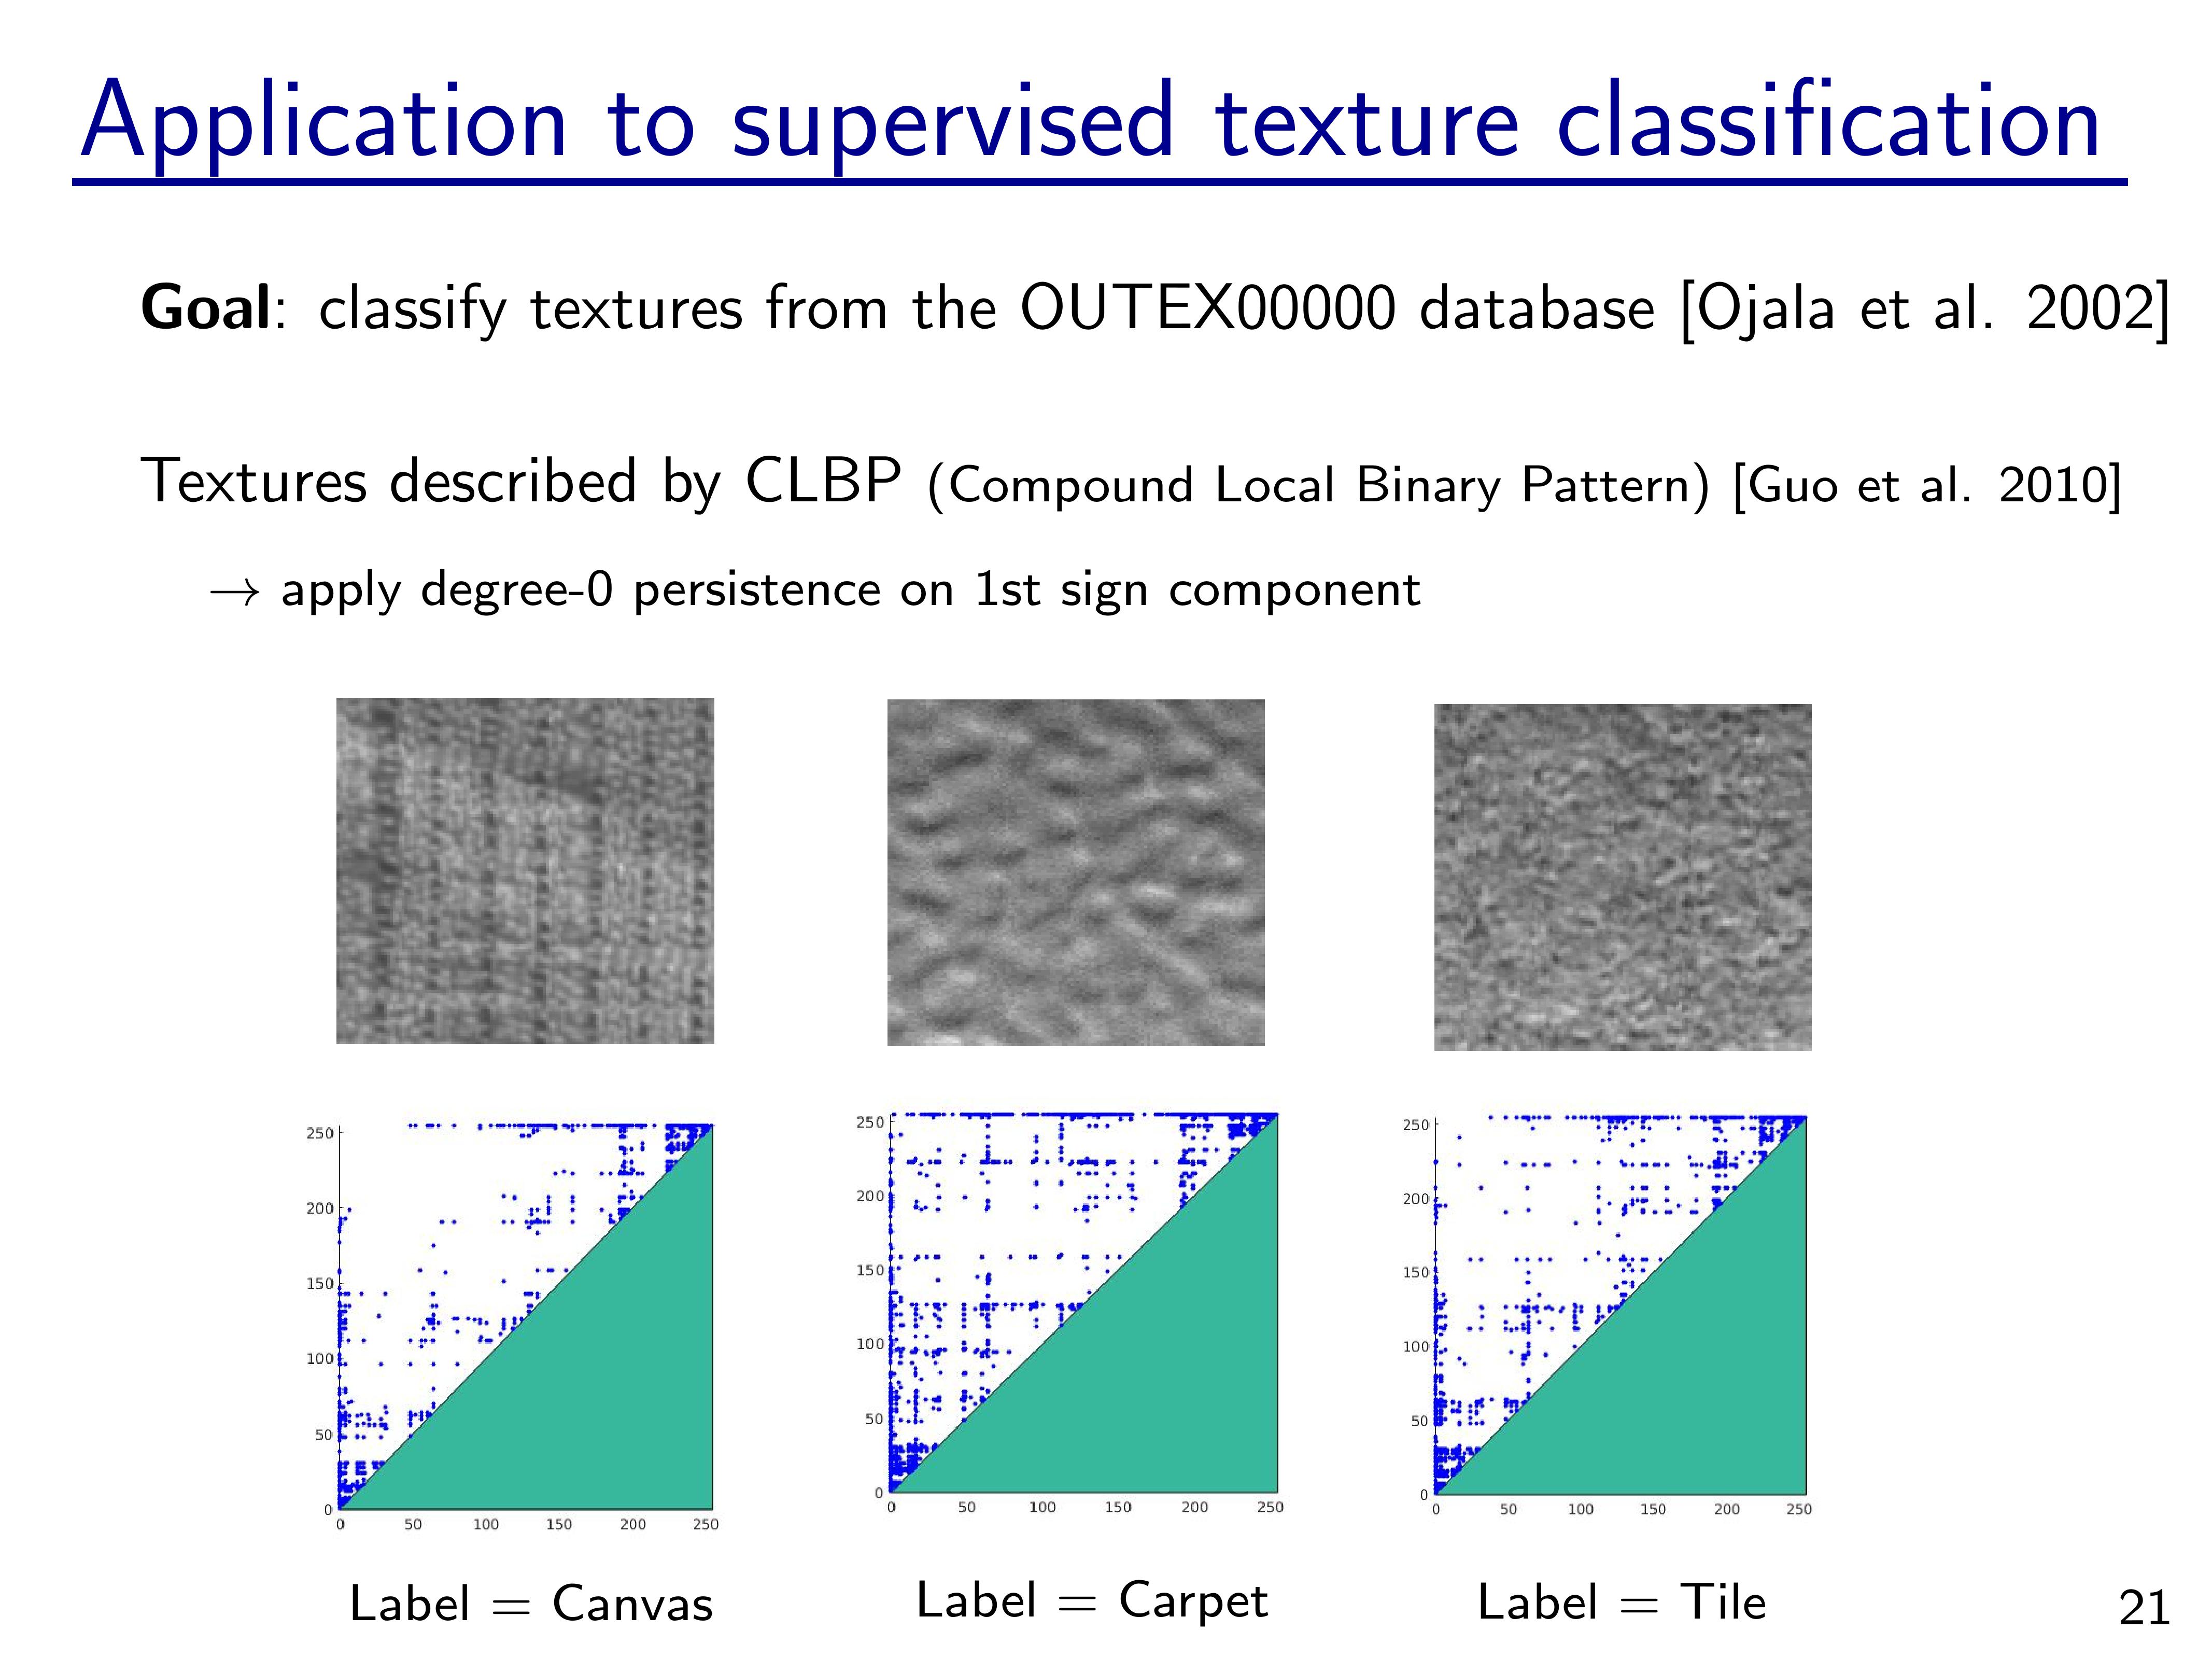 Application to supervised texture classification
Goal: classify textures from the OUTEX00000 database [Ojala et al. 2002]
Textures described by CLBP (Compound Local Binary Pattern) [Guo et al. 2010]
→ apply degree-0 persistence on 1st sign component
250
200
150
100
50
0
0 50 100 150 200 250
250
200
150
100
50
0
0 50 100 150 200 250
250
200
150
100
50
0
0 50 100 150 200 250
Label = Canvas
Label = Carpet
Label = Tile
21